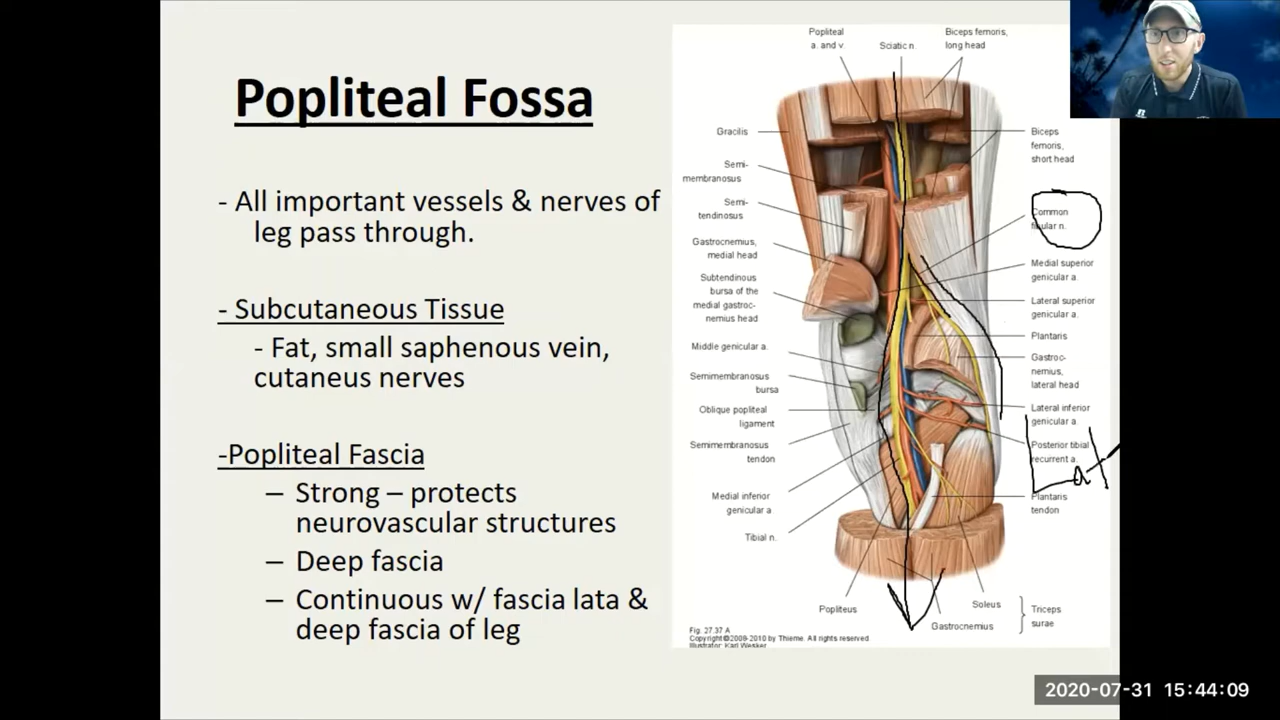 Popliteal Fossa
- All important vessels & nerves of
leg pass through.
- Subcutaneous Tissue
- Fat, small saphenous vein,
cutaneus nerves
-Popliteal Fascia
– Strong – protects
neurovascular structures
– Deep fascia
– Continuous w/ fascia lata &
deep fascia of leg
Popliteal
a. and v.
Sciatic n.
Biceps femoris,
long head
Gracilis
Semi-
membranosus
Semi-
tendinosus
Gastrocnemius,
medial head
Subtendinous
bursa of the
medial gastroc-
nemius head
Middle genicular a.
Semimembranosus
bursa
Oblique popliteal
ligament
Semimembranosus
tendon
Medial inferior
genicular a
Tibial n.
Popliteus
Biceps
femoris,
short head
Common
fibular n.
Medial superior
genicular a.
Lateral superior
genicular a.
Plantaris
Gastroc-
nemius,
lateral head
Lateral inferior
genicular a
Posterior tibial
recurrent a.
Lat
Plantaris
tendon
Soleus
Gastrocnemius
Triceps
surae
Fig. 27.37 A
Copyright©2008-2010 by Thieme. All rights reserved
Illustrator: Karl Wesker
2020-07-31 15:44:09